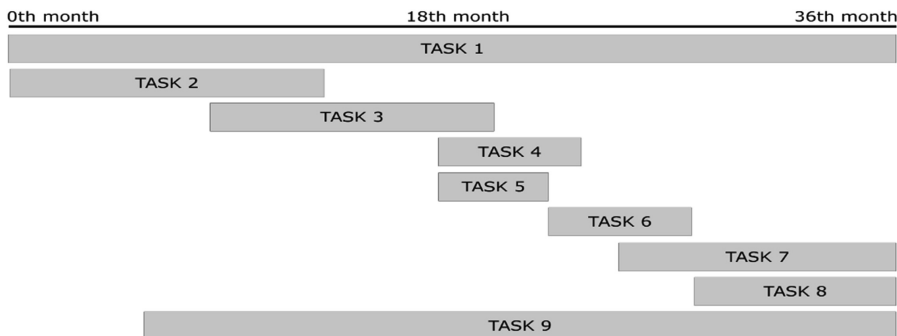 0th month 18th month 36th month
TASK 1
TASK 2
TASK 3
TASK 4
TASK 5
TASK 6
TASK 7
TASK 8
TASK 9